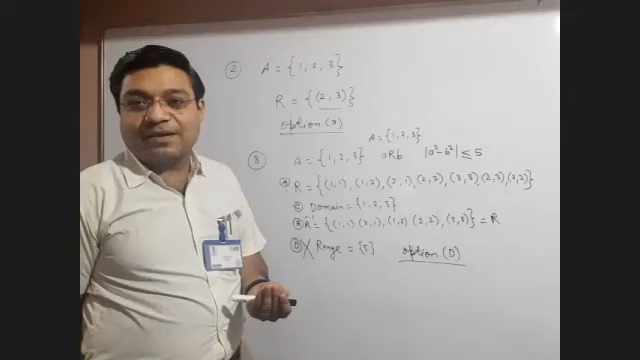 ② A = {1, 2, 3}
R = {(2, 3)}
option (B)
A = {1, 2, 3}
⑧ A = {1, 2, 3} aRb |a²-b²| ≤ 5
Ⓐ R = {(1,1), (1,2), (2,1), (2,2), (3,3), (2,3), (3,2)}
Ⓒ Domain = {1, 2, 3}
Ⓑ R⁻¹ = {(1,1) (2,1), (1,2) (2,2), (3,3)} = R
Ⓓ X Range = {5} option (D)